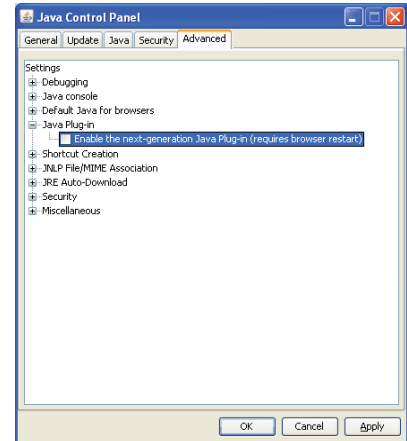 Java Control Panel
General Update Java Security Advanced
Settings
Debugging
Java console
Default Java for browsers
Java Plug-in
Enable the next-generation Java Plug-in (requires browser restart)
Shortcut Creation
JNLP File/MIME Association
JRE Auto-Download
Security
Miscellaneous
OK Cancel Apply